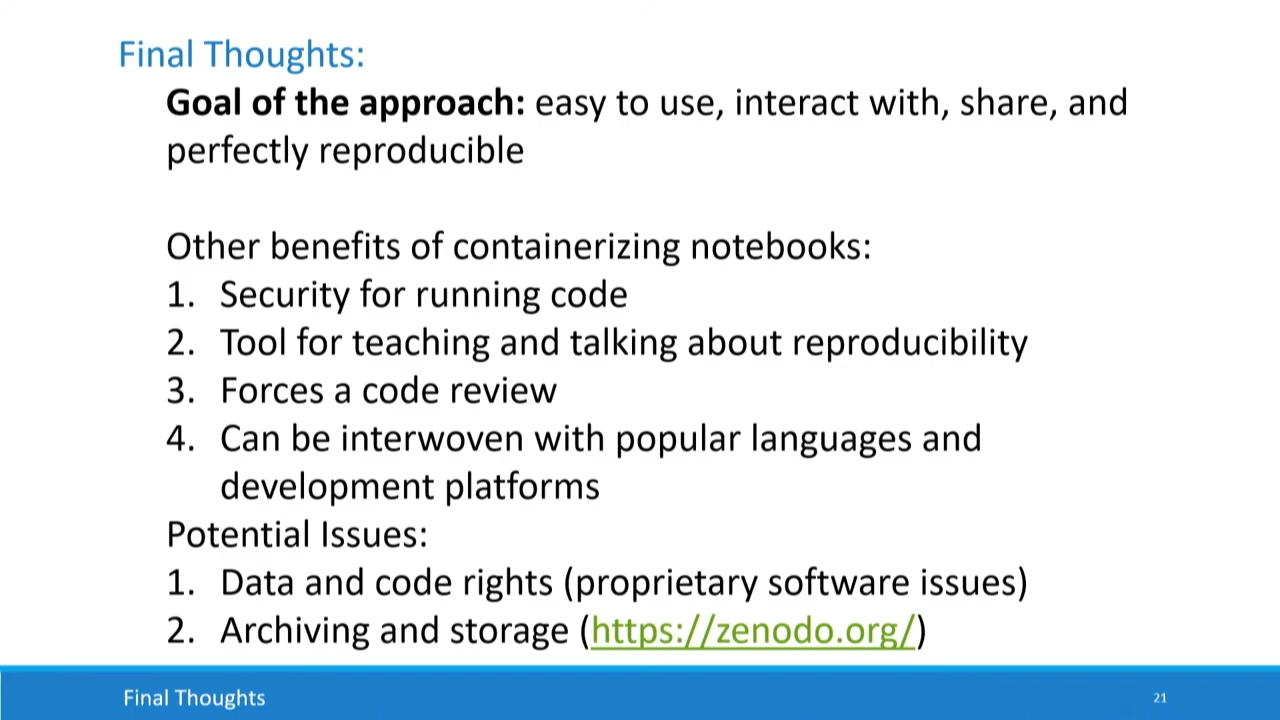 Final Thoughts:
Goal of the approach: easy to use, interact with, share, and
perfectly reproducible
Other benefits of containerizing notebooks:
1. Security for running code
2. Tool for teaching and talking about reproducibility
3. Forces a code review
4. Can be interwoven with popular languages and
development platforms
Potential Issues:
1. Data and code rights (proprietary software issues)
2. Archiving and storage (https://zenodo.org/)
Final Thoughts
21